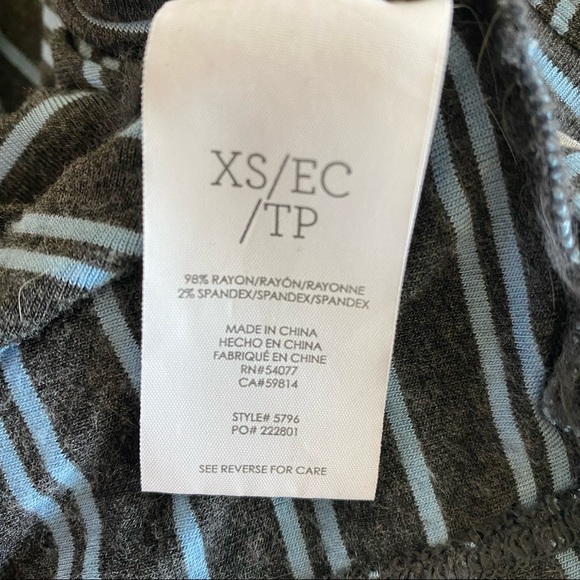 XS/EC
/TP
98% RAYON/RAYÓN/RAYONNE
2% SPANDEX/SPANDEX/SPANDEX
MADE IN CHINA
HECHO EN CHINA
FABRIQUÉ EN CHINE
RN#54077
CA#59814
STYLE# 5796
PO# 222801
SEE REVERSE FOR CARE